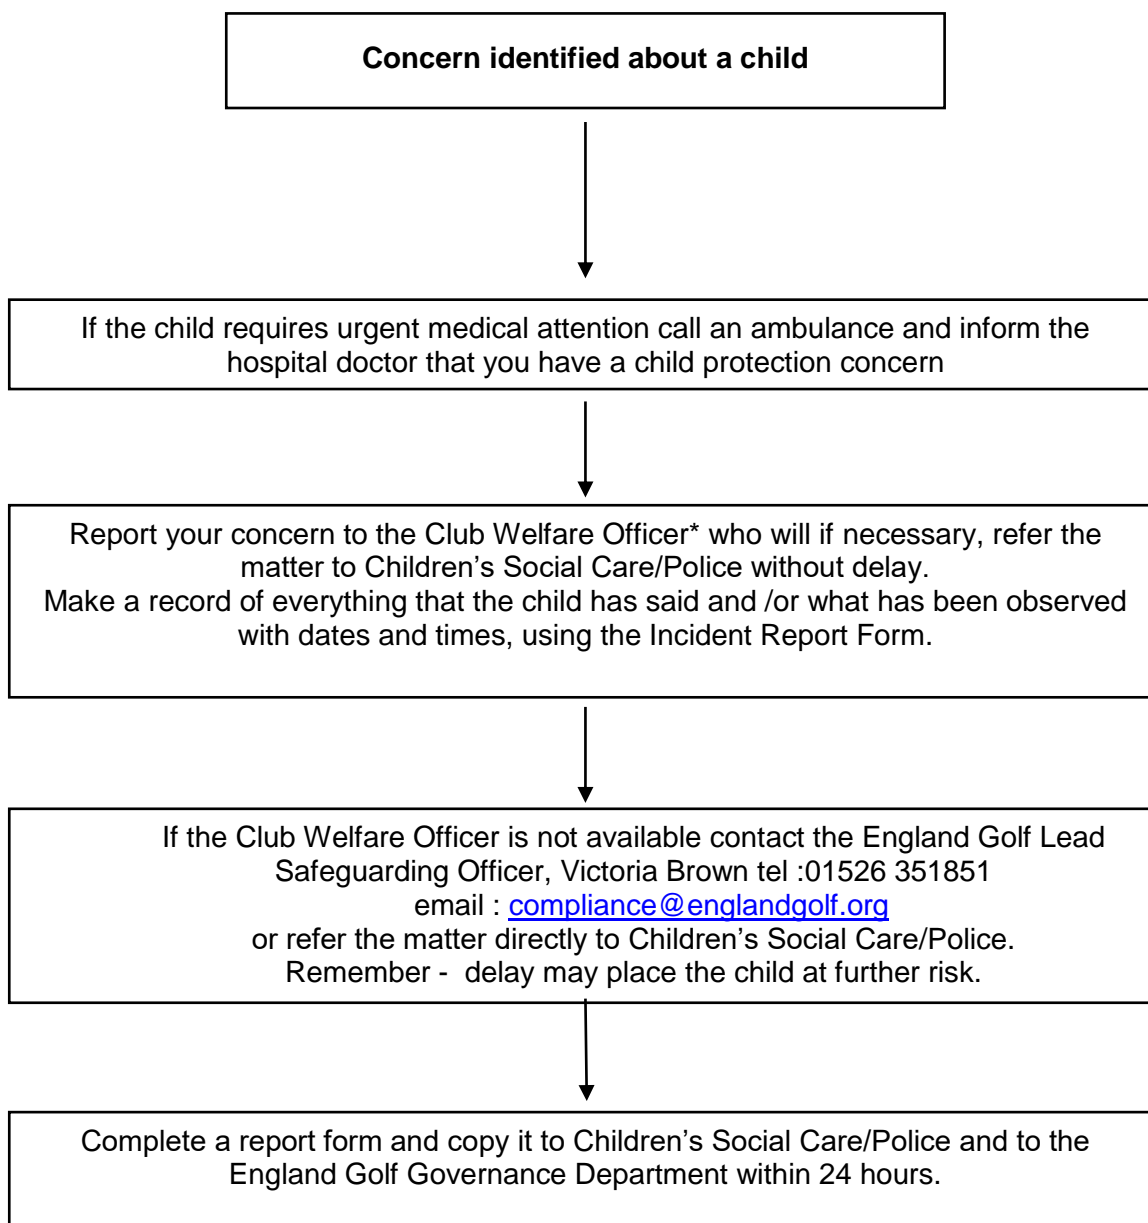 Concern identified about a child
If the child requires urgent medical attention call an ambulance and inform the
hospital doctor that you have a child protection concern
Report your concern to the Club Welfare Officer* who will if necessary, refer the
matter to Children’s Social Care/Police without delay.
Make a record of everything that the child has said and /or what has been observed
with dates and times, using the Incident Report Form.
If the Club Welfare Officer is not available contact the England Golf Lead
Safeguarding Officer, Victoria Brown tel :01526 351851
email : compliance@englandgolf.org
or refer the matter directly to Children’s Social Care/Police.
Remember -  delay may place the child at further risk.
Complete a report form and copy it to Children’s Social Care/Police and to the
England Golf Governance Department within 24 hours.